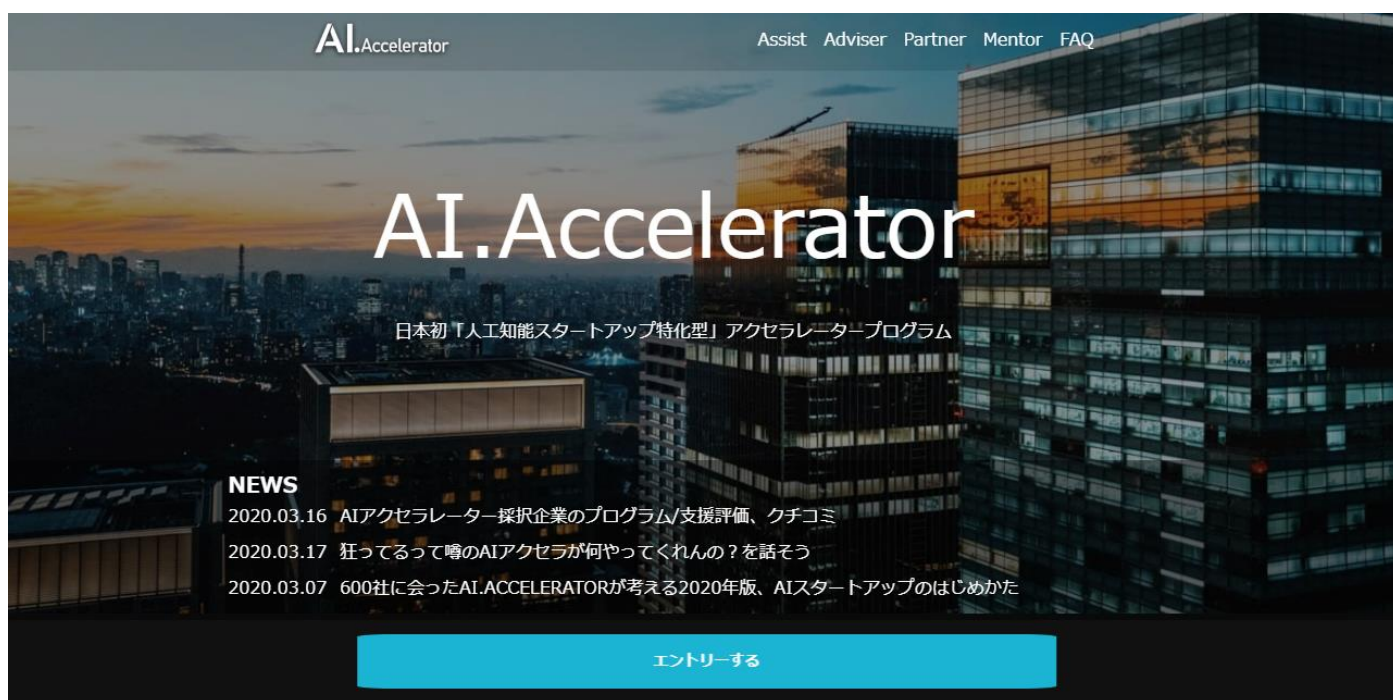 AI.Accelerator
Assist Adviser Partner Mentor FAQ
AI.Accelerator
日本初「人工知能スタートアップ特化型」アクセラレータープログラム
NEWS
2020.03.16 AIアクセラレーター採択企業のプログラム/支援評価、クチコミ
2020.03.17 狂ってるって噂のAIアクセラが何やってくれんの？を話そう
2020.03.07 600社に会ったAI.ACCELERATORが考える2020年版、AIスタートアップのはじめかた
エントリーする